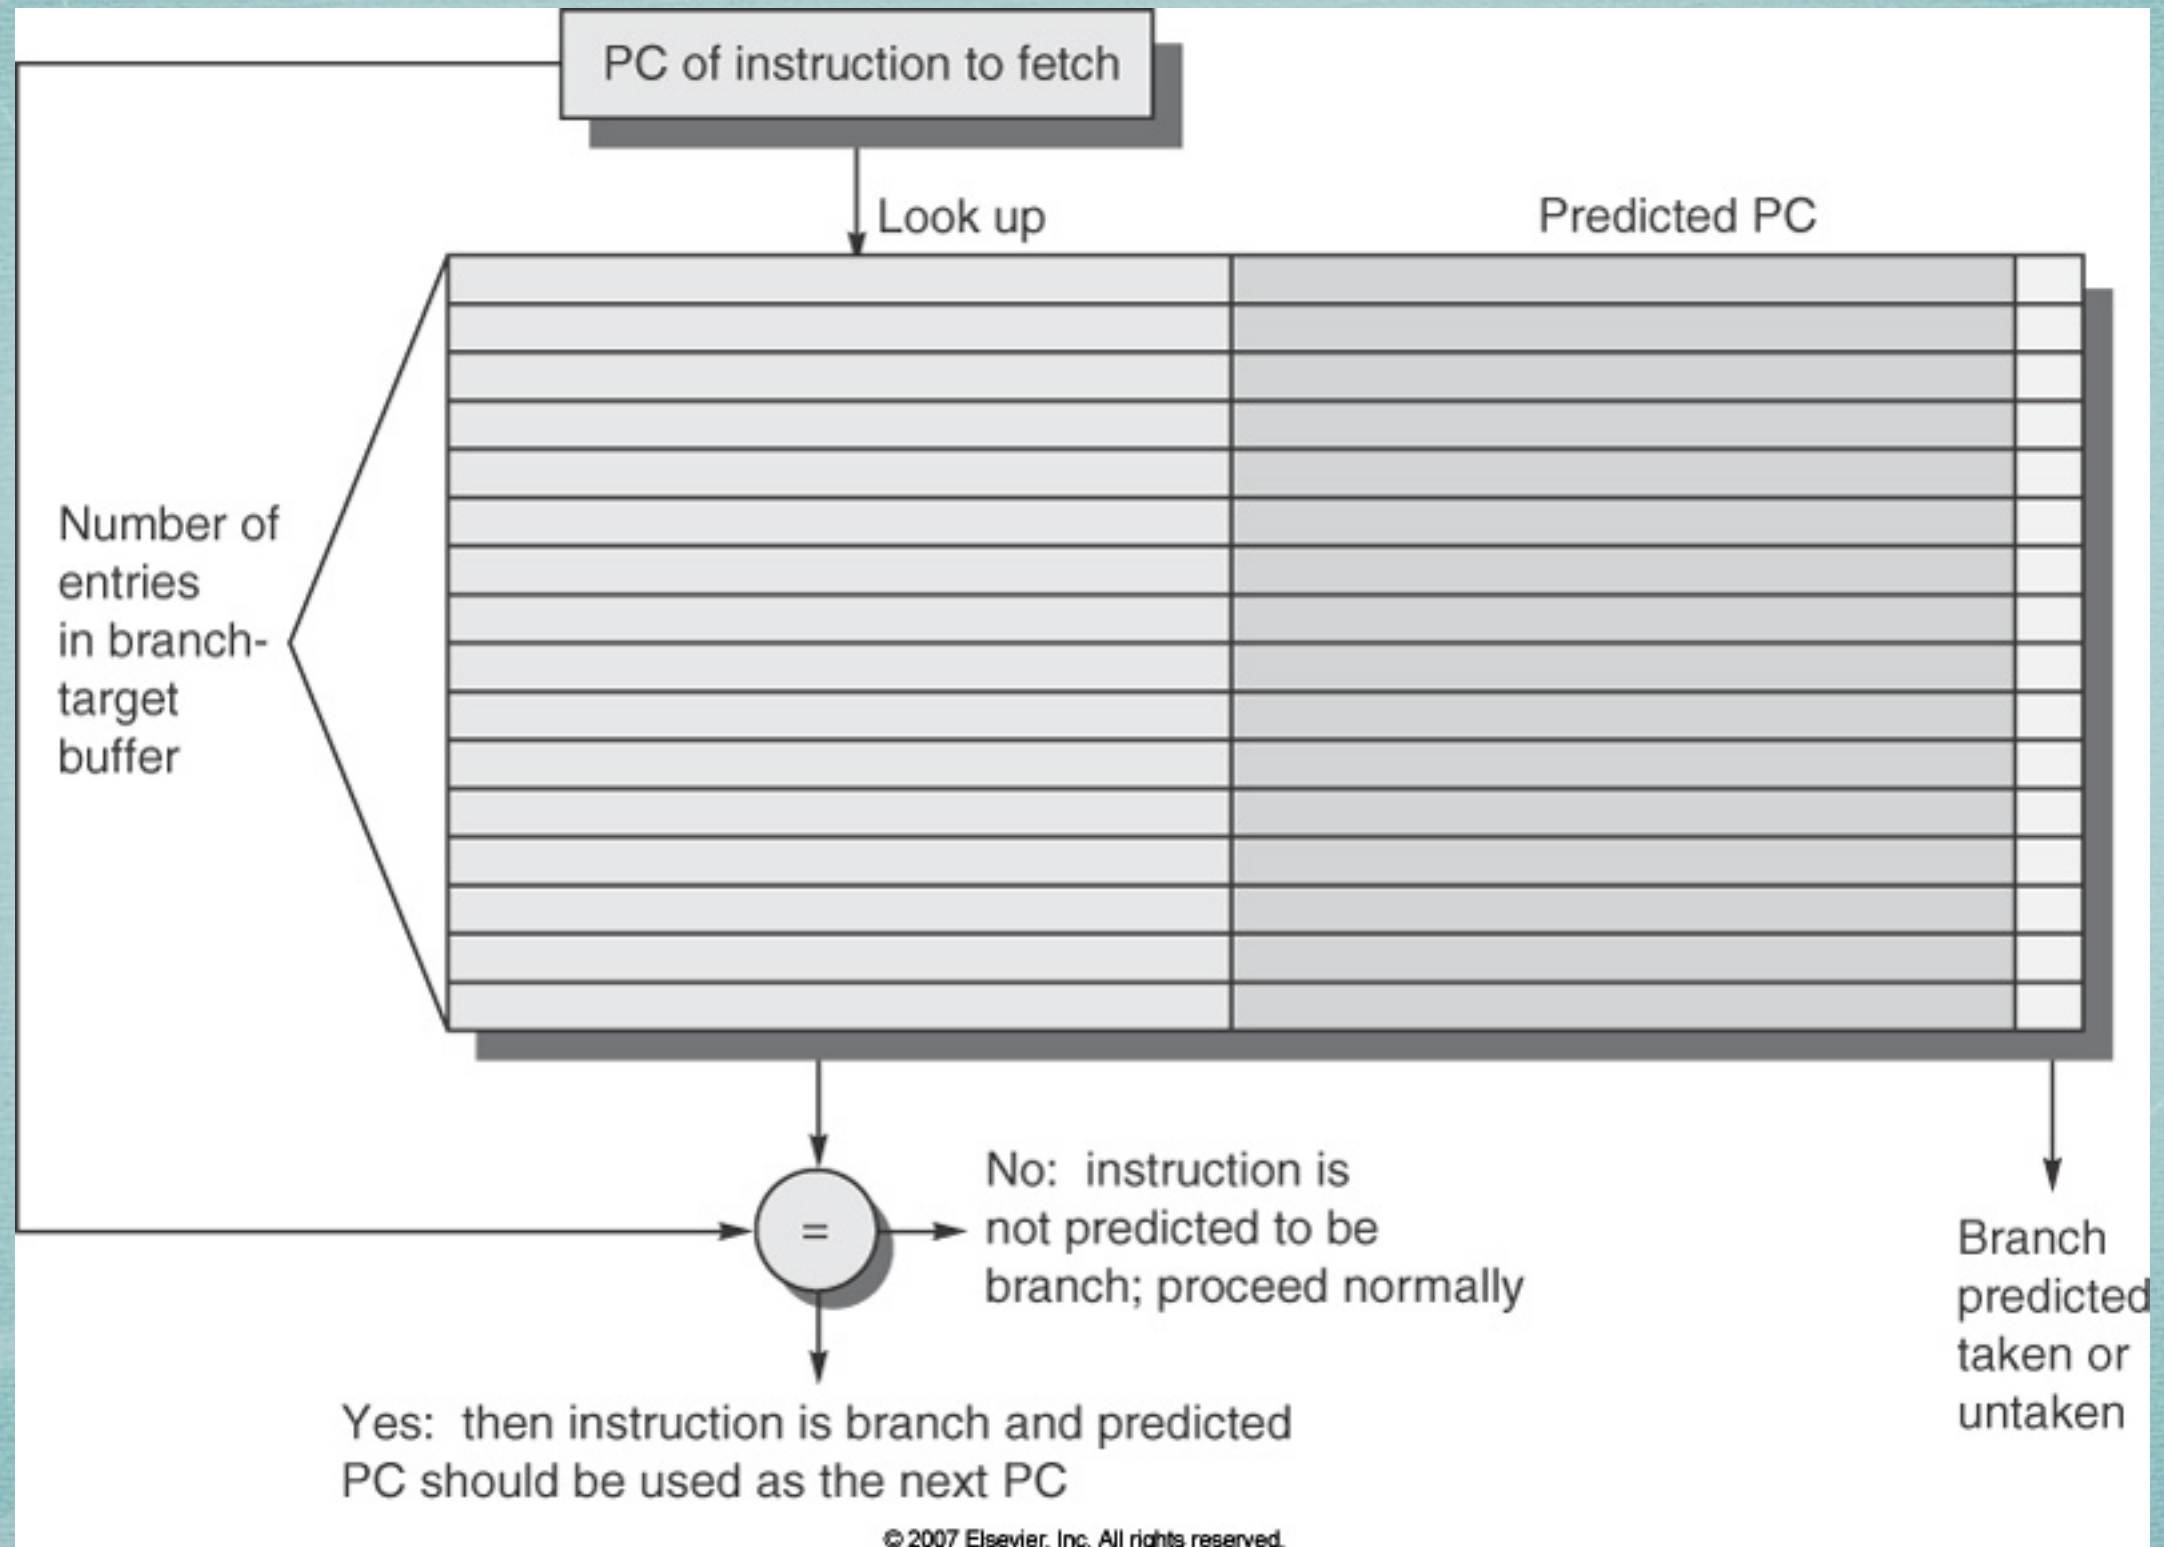 PC of instruction to fetch
Look up
Predicted PC
Number of
entries
in branch-
target
buffer
=
No: instruction is
not predicted to be
branch; proceed normally
Branch
predicted
taken or
untaken
Yes: then instruction is branch and predicted
PC should be used as the next PC
© 2007 Elsevier, Inc. All rights reserved.